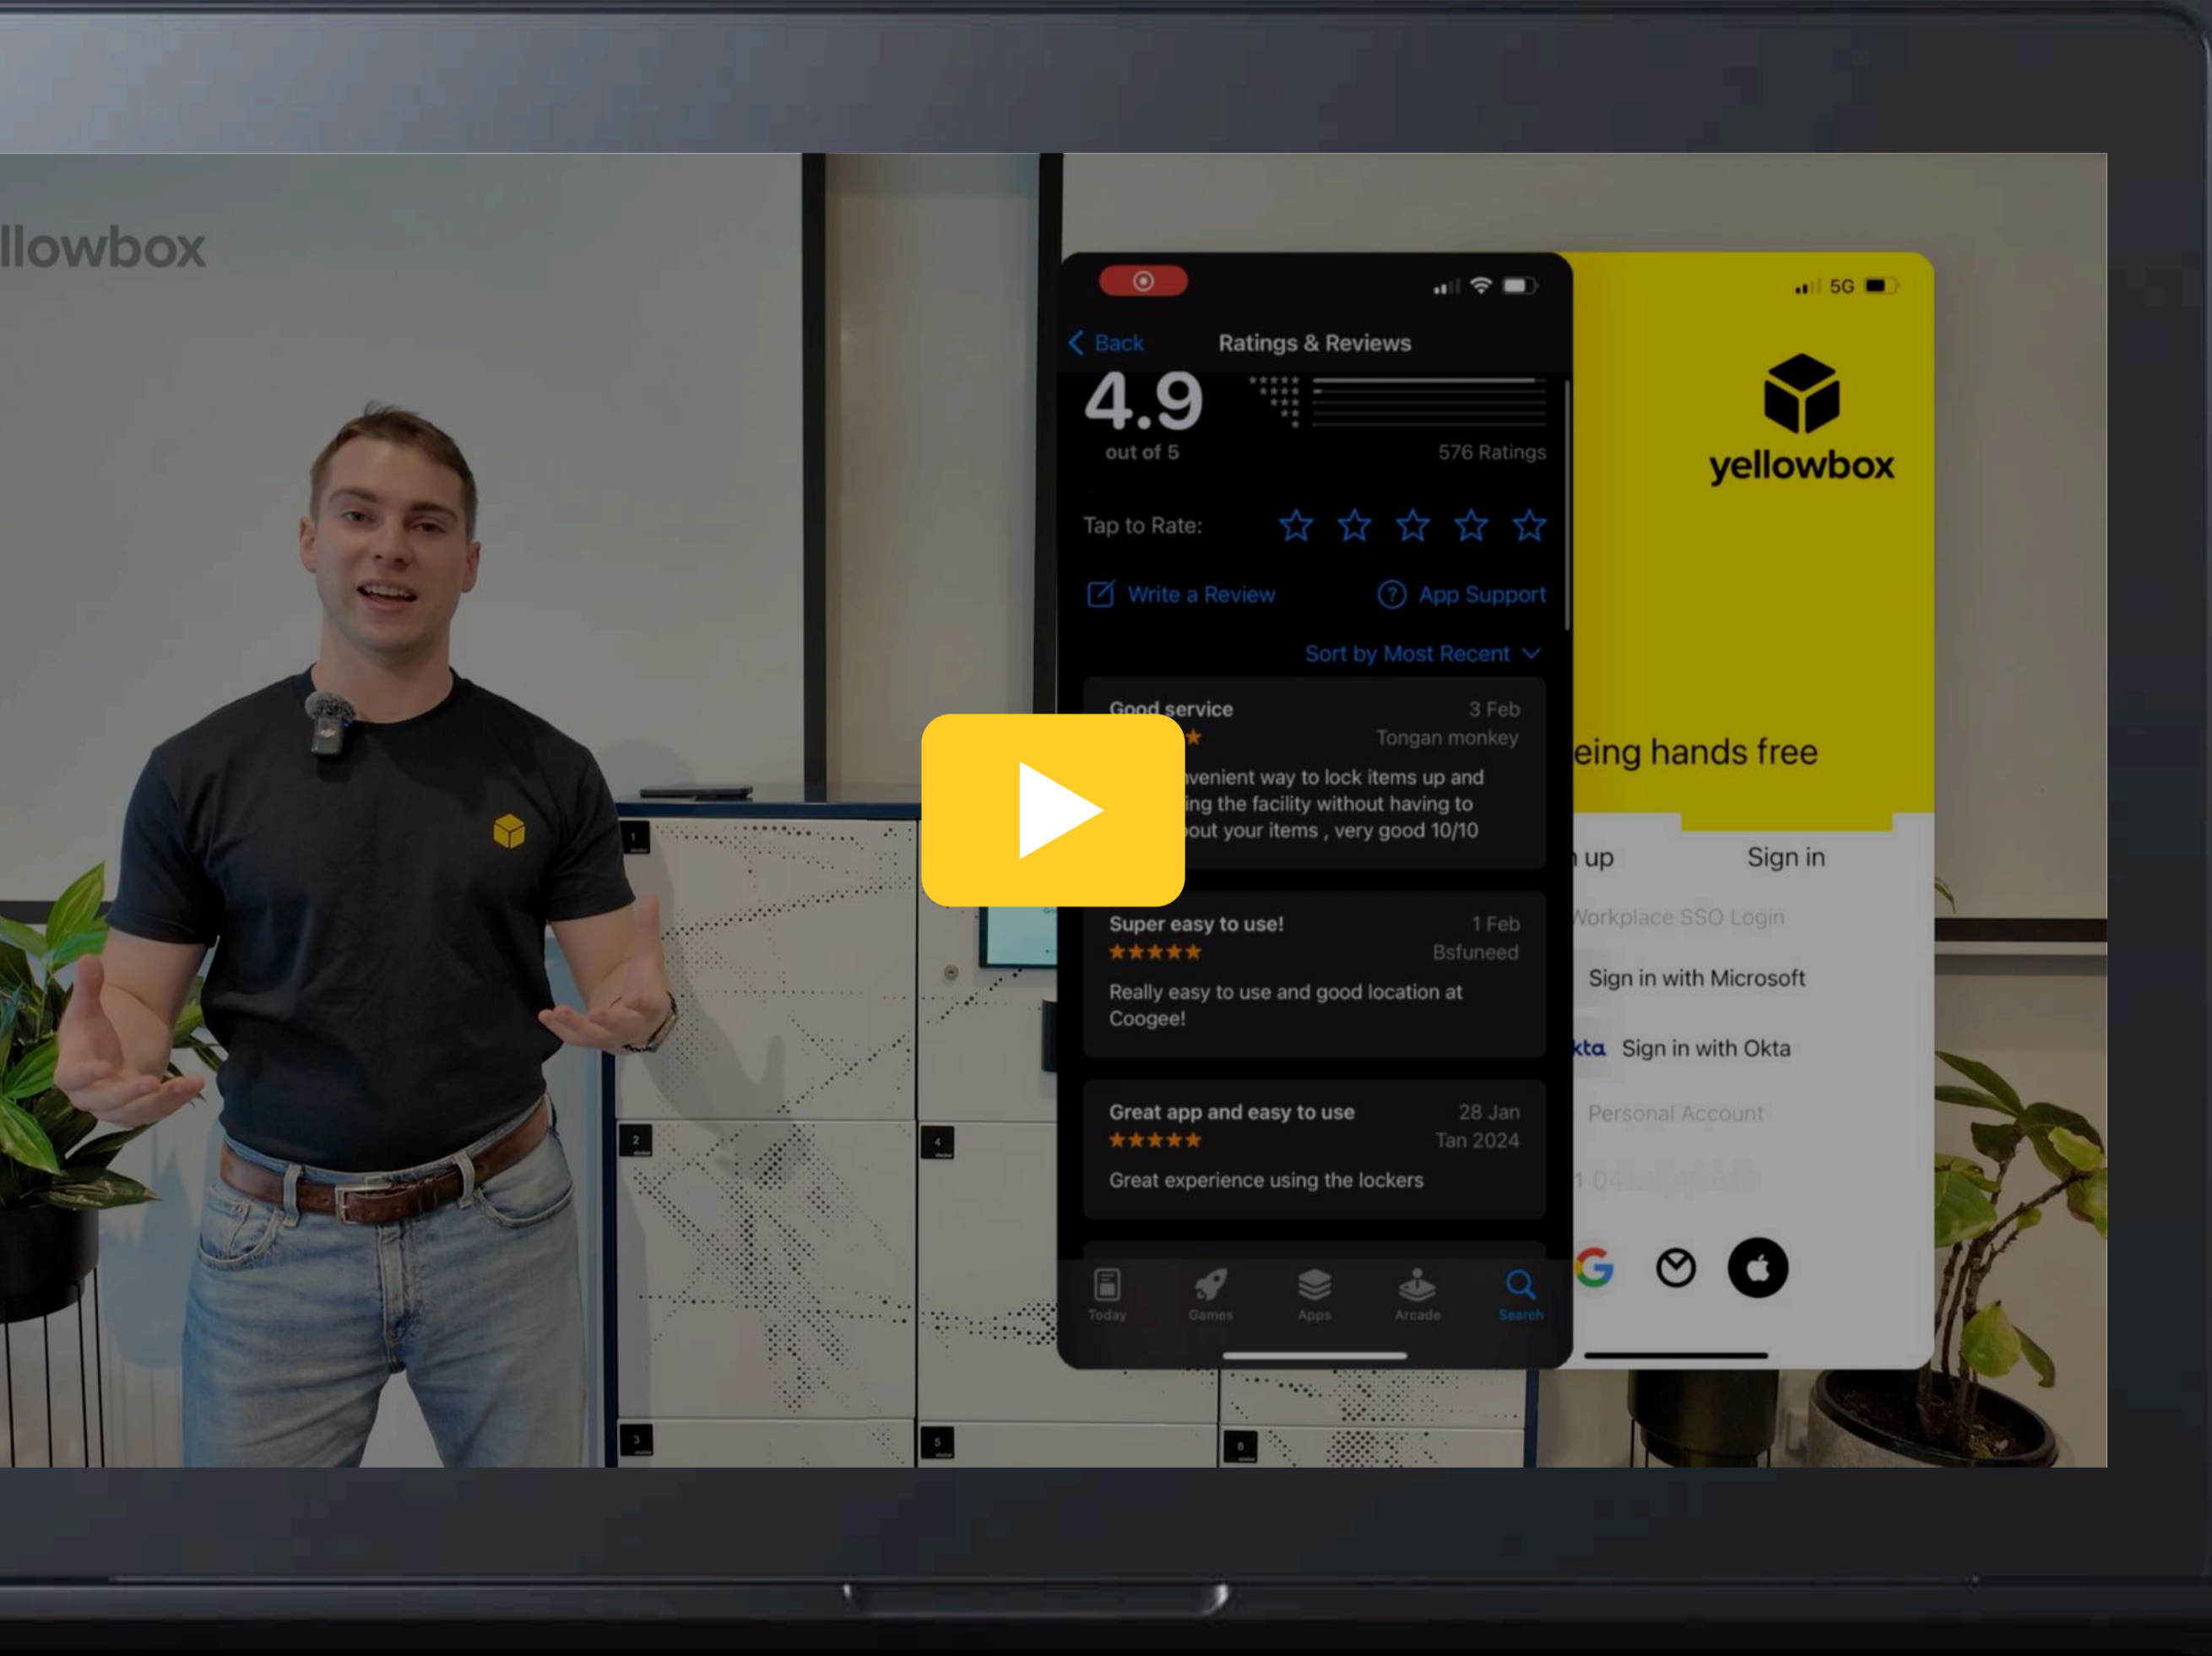 llowbox
Back
Ratings & Reviews
4.9
out of 5
576 Ratings
Tap to Rate:
Write a Review
App Support
Sort by Most Recent
Good service
3 Feb
Tongan monkey
way to lock items up and
the facility without having to
your items , very good 10/10
Super easy to use!
1 Feb
Bsfuneed
Really easy to use and good location at
Coogee!
Great app and easy to use
28 Jan
Tan 2024
Great experience using the lockers
Today
Games
Apps
Arcade
Search
5G
yellowbox
eing hands free
up
Sign in
Workplace SSO Login
Sign in with Microsoft
kta Sign in with Okta
Personal Account
G
1
2
3
4
5